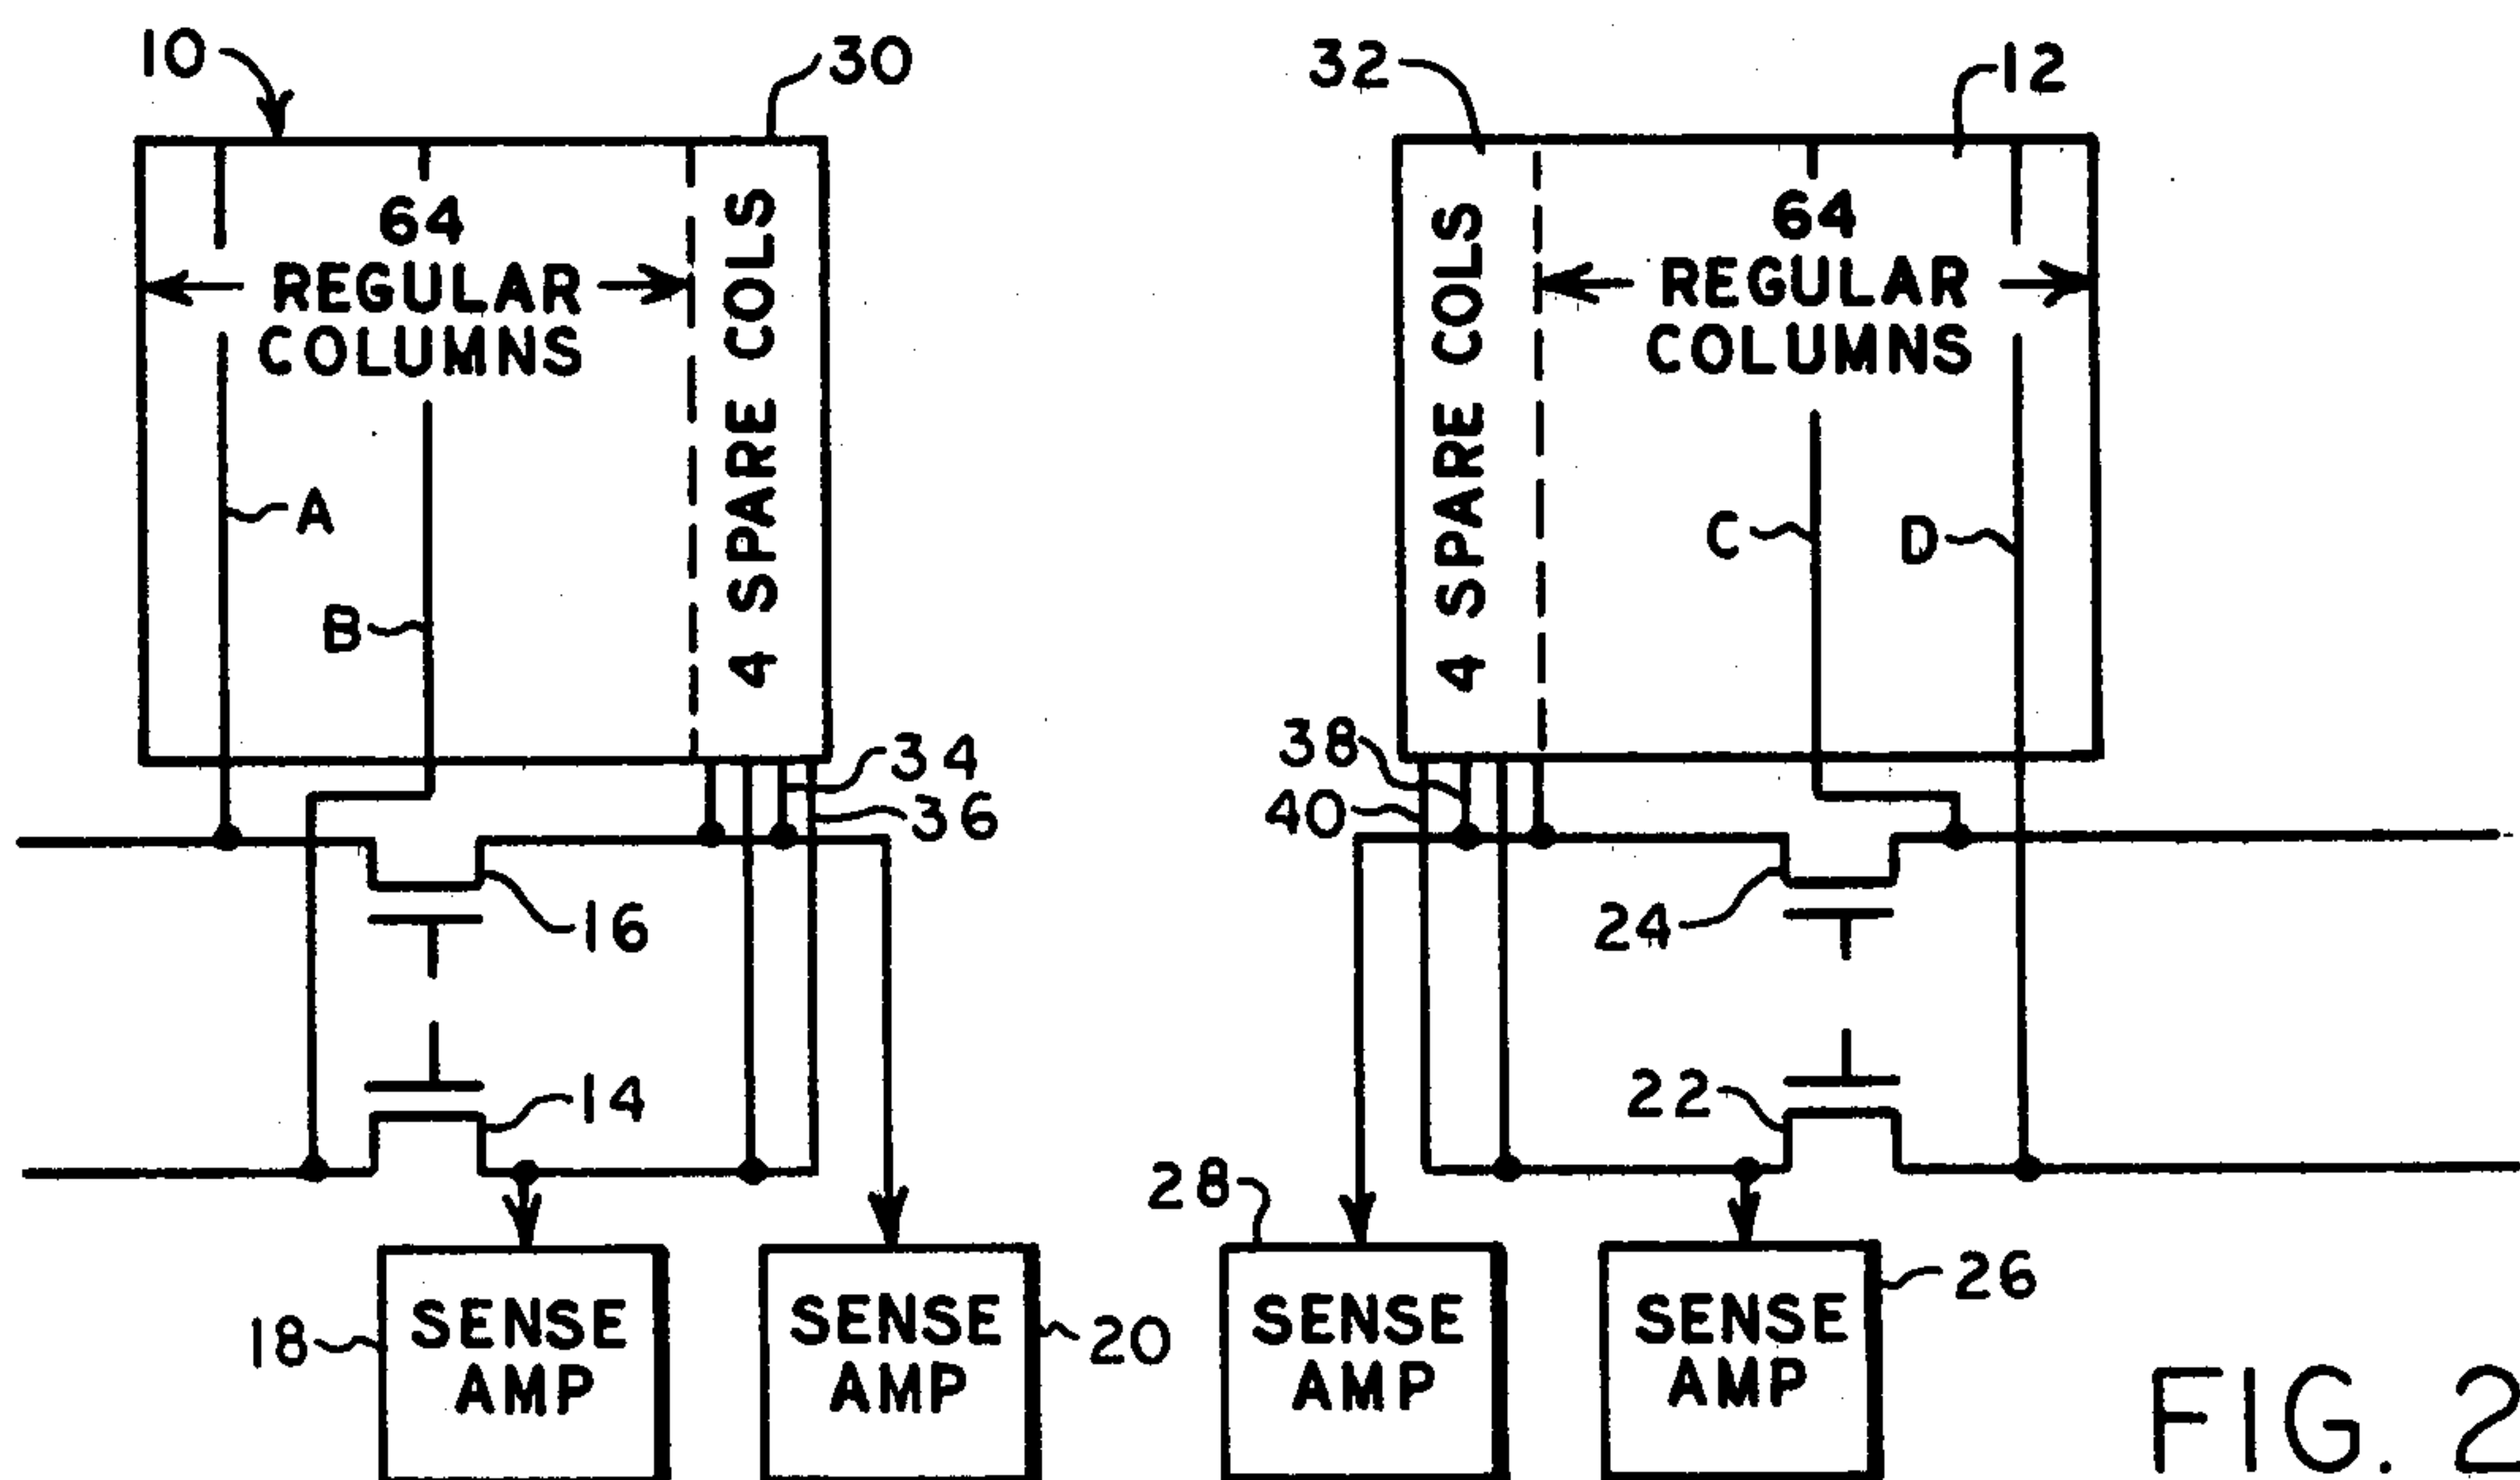 10
30
32
12
64
REGULAR
COLUMNS
4 SPARE COLS
4 SPARE COLS
64
REGULAR
COLUMNS
A
B
C
D
34
36
38
40
16
14
24
22
28
26
18
SENSE
AMP
SENSE
AMP
20
SENSE
AMP
SENSE
AMP
FIG. 2